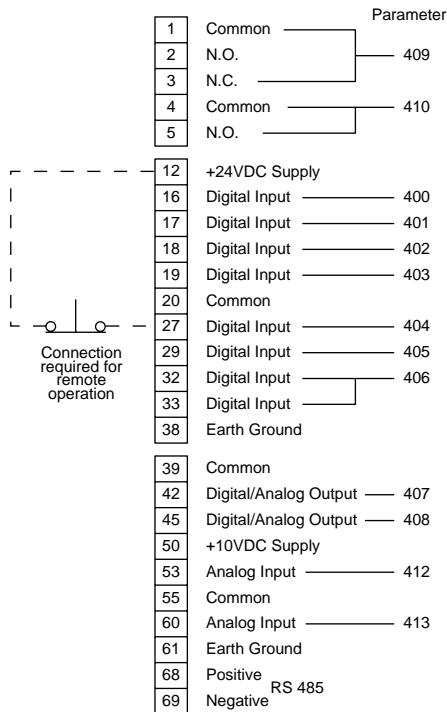 Parameter
1 Common
2 N.O. 409
3 N.C.
4 Common 410
5 N.O.
12 +24VDC Supply
16 Digital Input 400
17 Digital Input 401
18 Digital Input 402
19 Digital Input 403
20 Common
27 Digital Input 404
29 Digital Input 405
32 Digital Input 406
33 Digital Input
38 Earth Ground
Connection
required for
remote
operation
39 Common
42 Digital/Analog Output 407
45 Digital/Analog Output 408
50 +10VDC Supply
53 Analog Input 412
55 Common
60 Analog Input 413
61 Earth Ground
68 Positive
RS 485
69 Negative